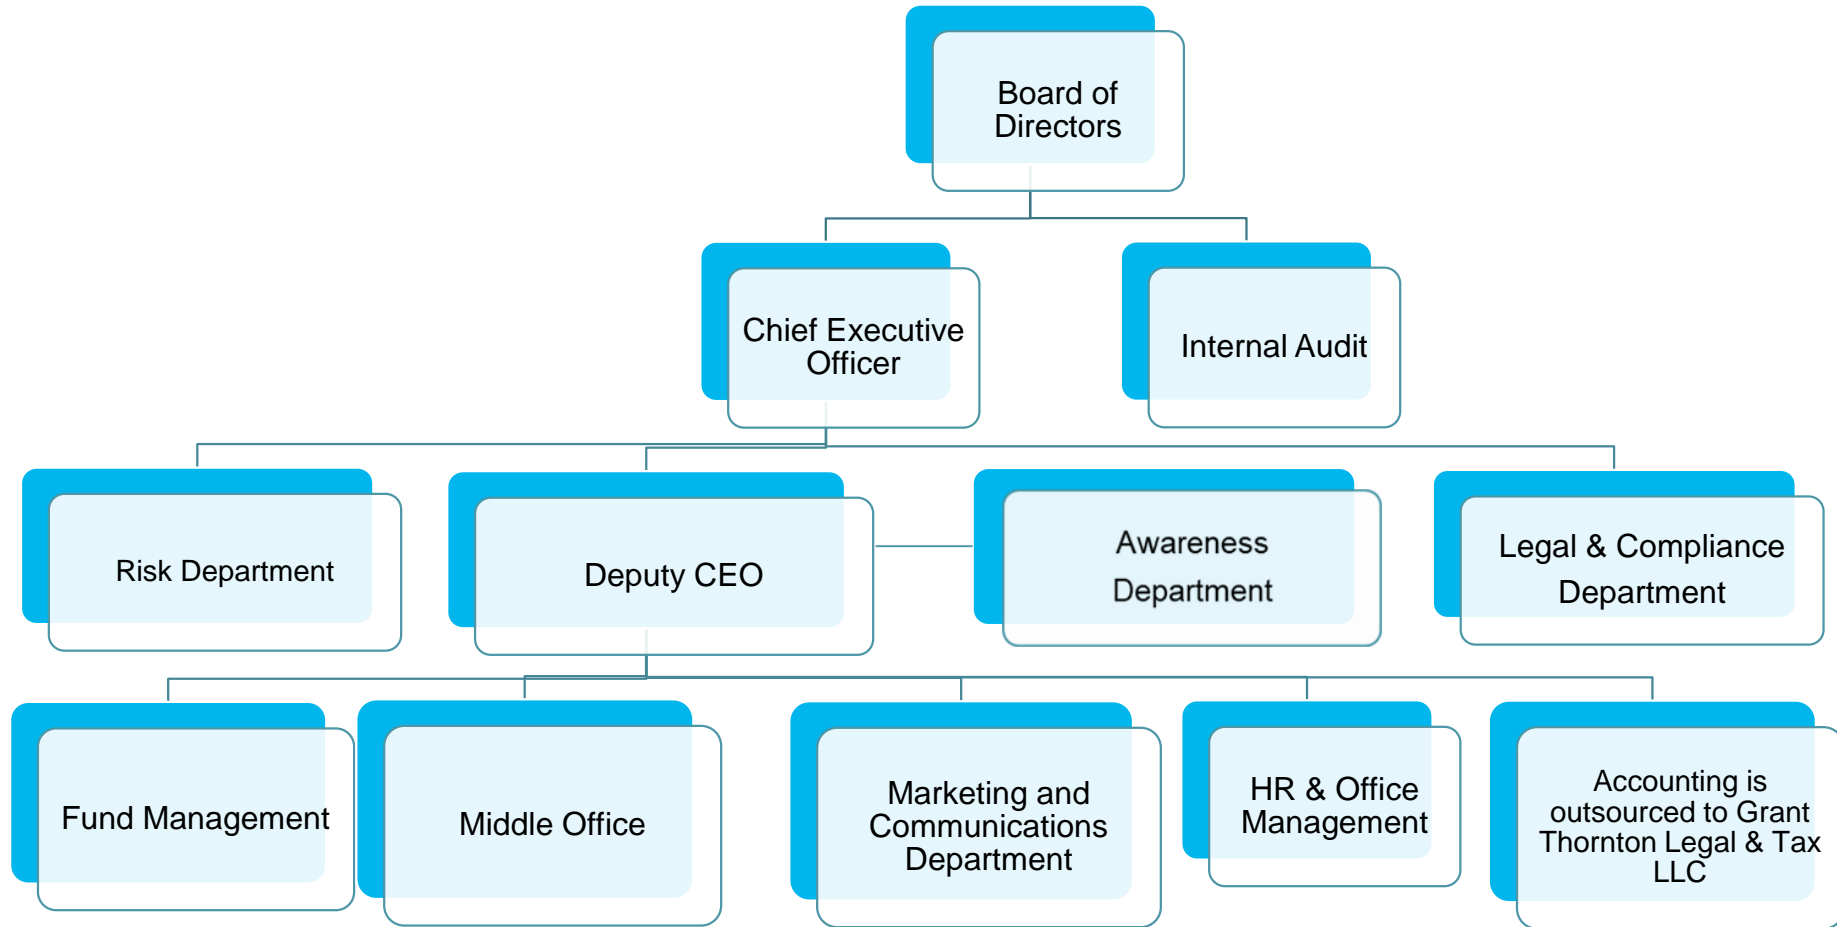 Board of
Directors
Chief Executive
Officer
Internal Audit
Risk Department
Deputy CEO
Awareness
Department
Legal & Compliance
Department
Fund Management
Middle Office
Marketing and
Communications
Department
HR & Office
Management
Accounting is
outsourced to Grant
Thornton Legal & Tax
LLC